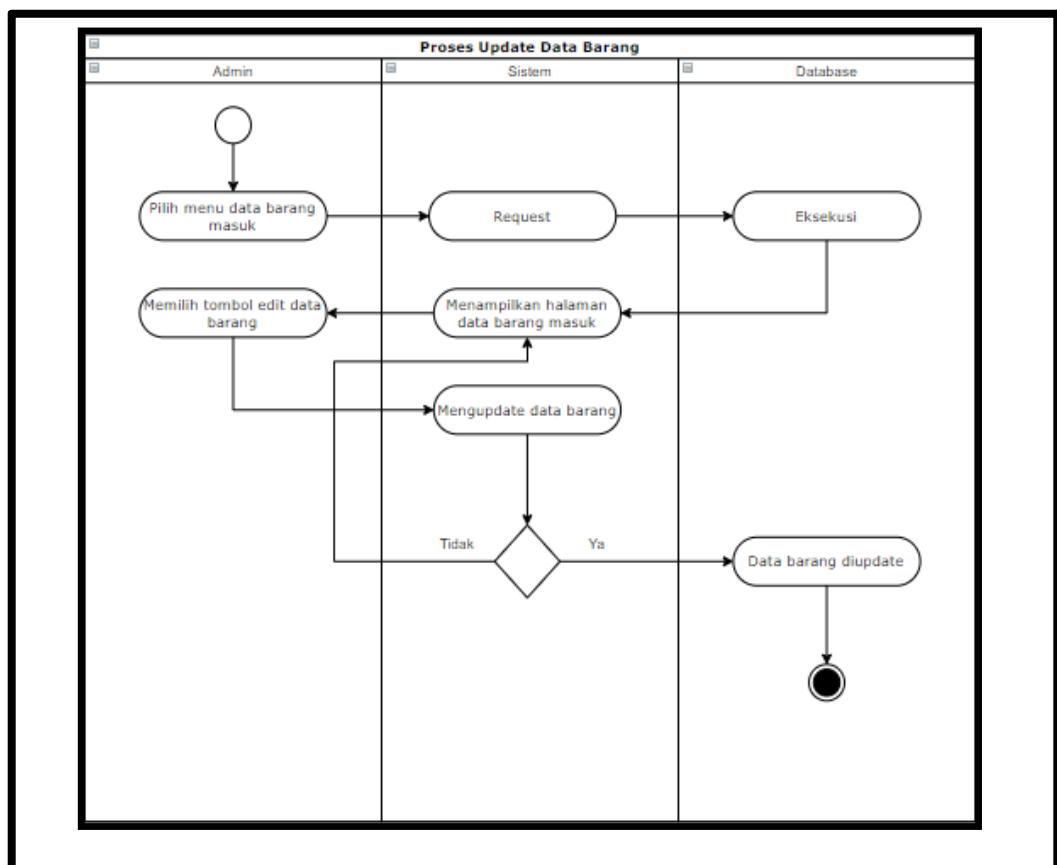 Proses Update Data Barang
Admin
Sistem
Database
Pilih menu data barang
masuk
Request
Eksekusi
Memilih tombol edit data
barang
Menampilkan halaman
data barang masuk
Mengupdate data barang
Tidak
Ya
Data barang diupdate